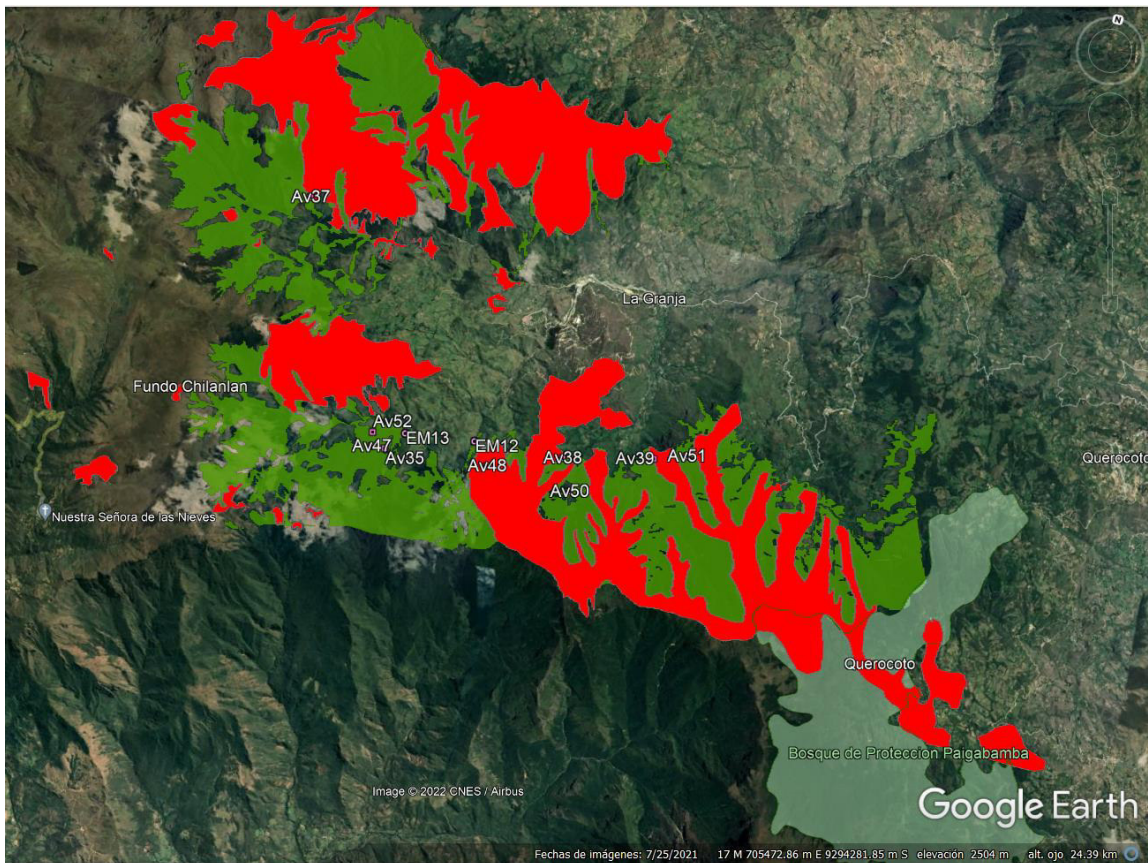 N
Av37
La Granja
Fundo Chilanlan
Av52
EM13
Av47
Av35
EM12
Av48
Av38
Av39
Av51
Av50
Querocoto
Nuestra Señora de las Nieves
Querocoto
Bosque de Protección Paigabamba
Image © 2022 CNES / Airbus
Google Earth
Fechas de imágenes: 7/25/2021 17 M 705472.86 m E 9294281.85 m S elevación 2504 m alt. ojo 24.39 km